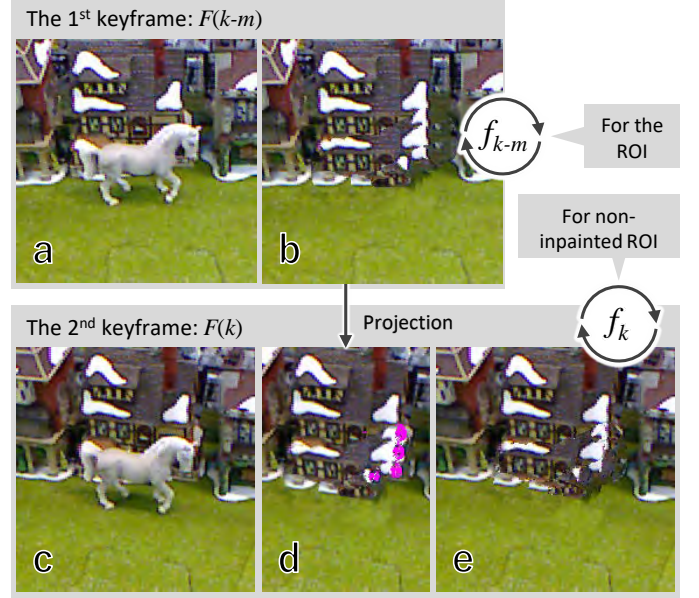 The 1st keyframe: F(k-m)
a
b
f_{k-m}
For the
ROI
For non-
inpainted ROI
The 2nd keyframe: F(k)
Projection
f_k
c
d
e